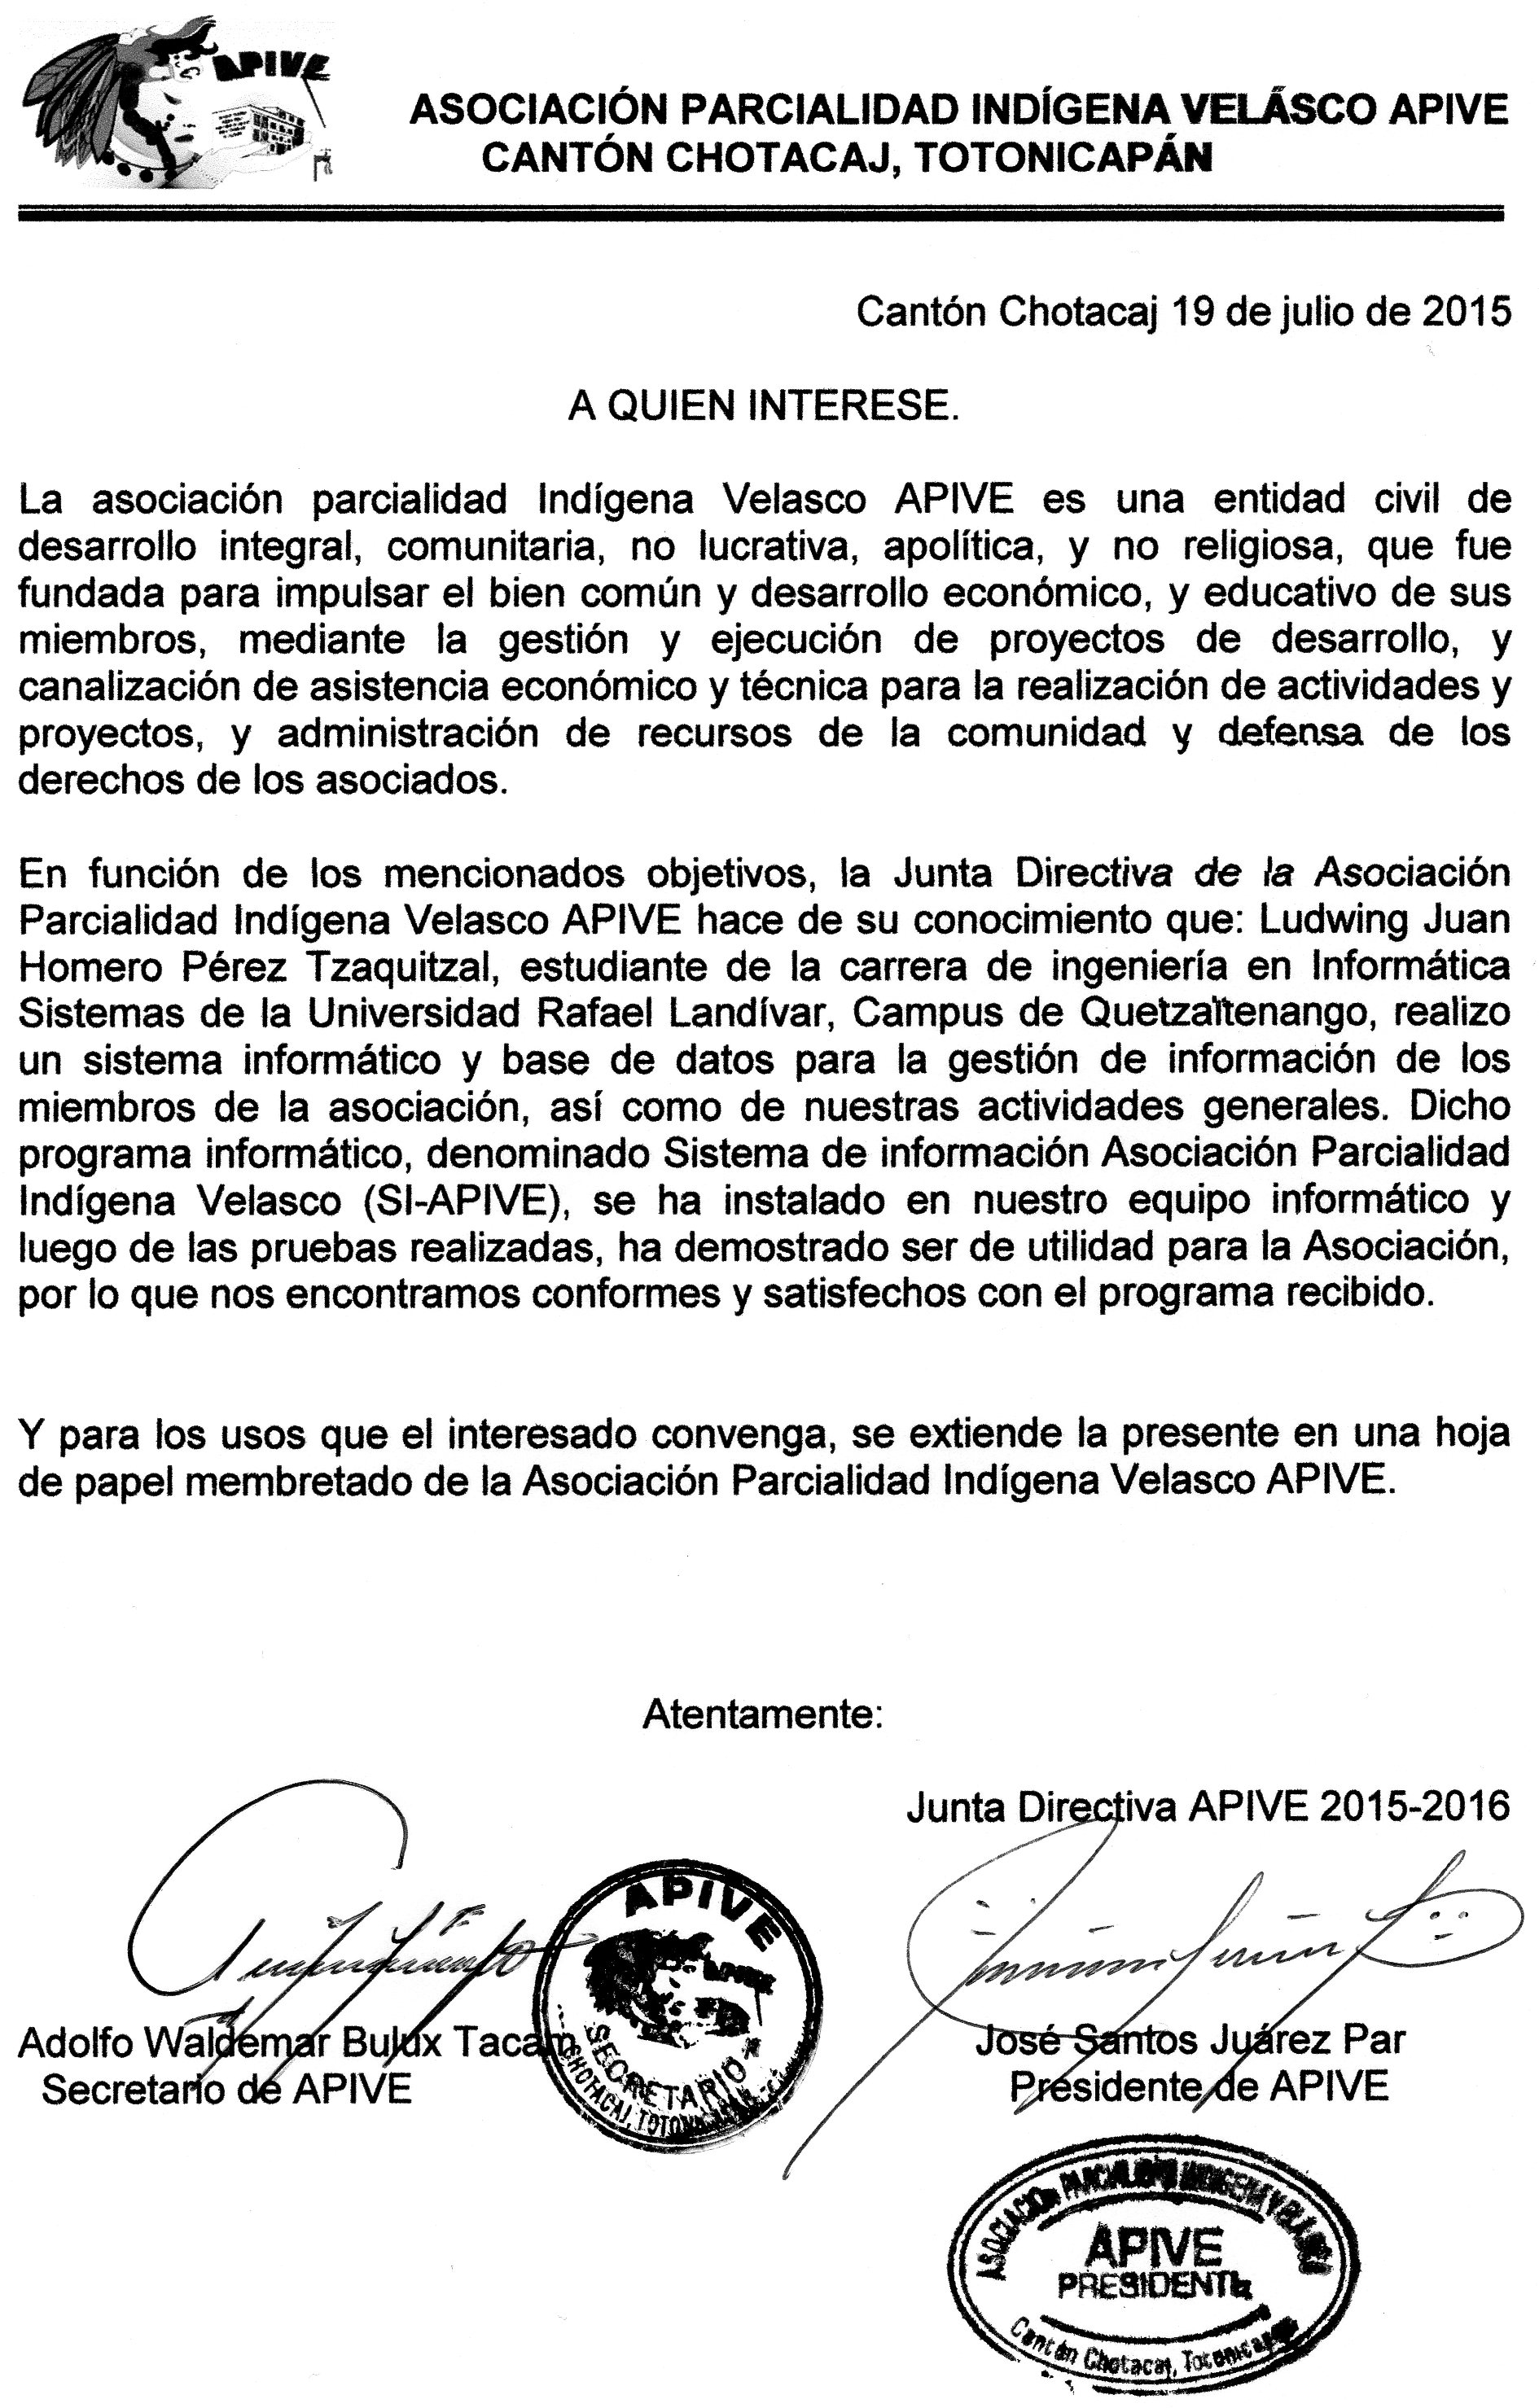 APIVE
ASOCIACIÓN PARCIALIDAD INDÍGENA VELÁSCO APIVE
CANTÓN CHOTACAJ, TOTONICAPÁN
Cantón Chotacaj 19 de julio de 2015
A QUIEN INTERESE.
La asociación parcialidad Indígena Velasco APIVE es una entidad civil de
desarrollo integral, comunitaria, no lucrativa, apolítica, y no religiosa, que fue
fundada para impulsar el bien común y desarrollo económico, y educativo de sus
miembros, mediante la gestión y ejecución de proyectos de desarrollo, y
canalización de asistencia económico y técnica para la realización de actividades y
proyectos, y administración de recursos de la comunidad y defensa de los
derechos de los asociados.
En función de los mencionados objetivos, la Junta Directiva de la Asociación
Parcialidad Indígena Velasco APIVE hace de su conocimiento que: Ludwing Juan
Homero Pérez Tzaquitzal, estudiante de la carrera de ingeniería en Informática
Sistemas de la Universidad Rafael Landívar, Campus de Quetzaltenango, realizo
un sistema informático y base de datos para la gestión de información de los
miembros de la asociación, así como de nuestras actividades generales. Dicho
programa informático, denominado Sistema de información Asociación Parcialidad
Indígena Velasco (SI-APIVE), se ha instalado en nuestro equipo informático y
luego de las pruebas realizadas, ha demostrado ser de utilidad para la Asociación,
por lo que nos encontramos conformes y satisfechos con el programa recibido.
Y para los usos que el interesado convenga, se extiende la presente en una hoja
de papel membretado de la Asociación Parcialidad Indígena Velasco APIVE.
Atentamente:
Junta Directiva APIVE 2015-2016
APIVE
SECRETARIO
CHOTACAJ,
Adolfo Waldemar Bulux Tacam
Secretario de APIVE
José Santos Juárez Par
Presidente de APIVE
ASOCIACION PARCIALIDAD INDIGENA VELASCO
APIVE
PRESIDENTE
Cantón Chotacaj, Totonicapán